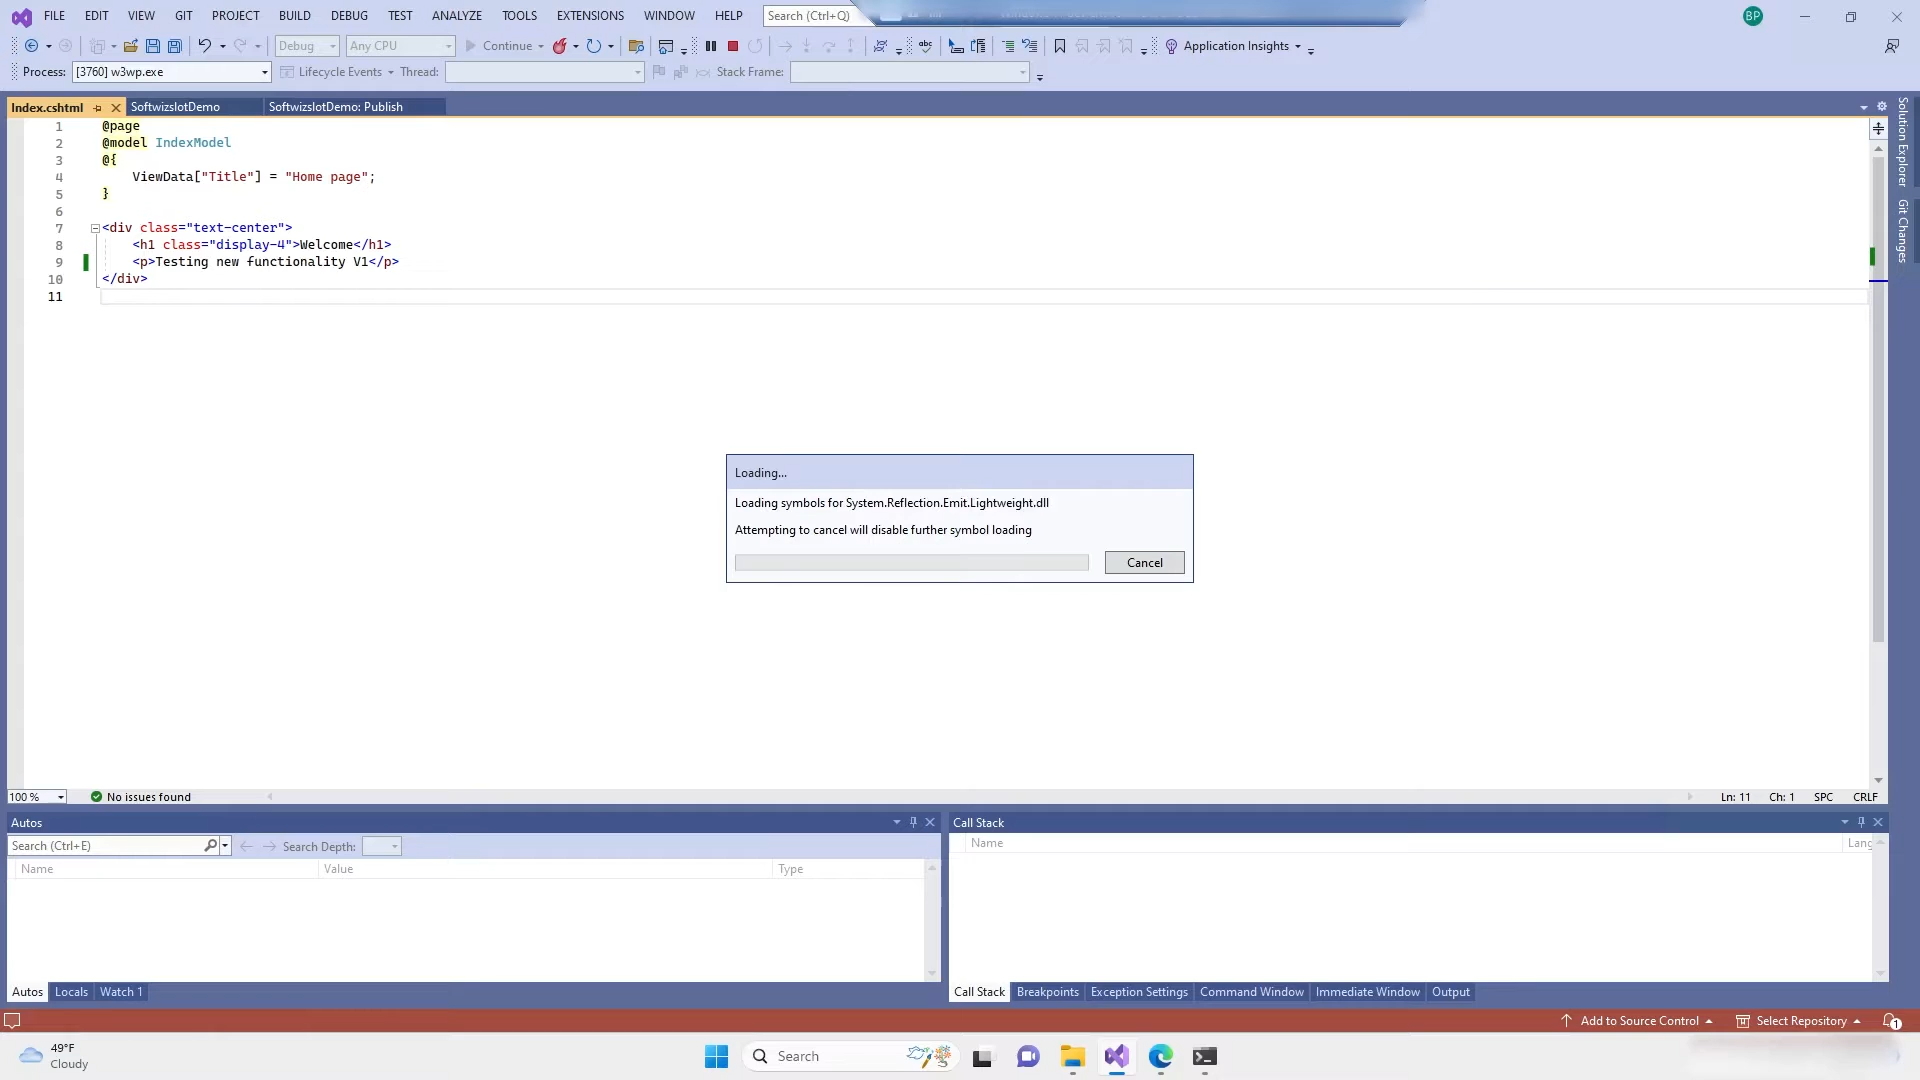 FILE EDIT VIEW GIT PROJECT BUILD DEBUG TEST ANALYZE TOOLS EXTENSIONS WINDOW HELP Search (Ctrl+Q) BP
Debug Any CPU Continue abc Application Insights
Process: [3760] w3wp.exe Lifecycle Events Thread: Stack Frame:
Index.cshtml SoftwizslotDemo SoftwizslotDemo: Publish
1 @page
2 @model IndexModel
3 @{
4 ViewData["Title"] = "Home page";
5 }
6
7 <div class="text-center">
8 <h1 class="display-4">Welcome</h1>
9 <p>Testing new functionality V1</p>
10 </div>
11
Solution Explorer
Git Changes
Loading...
Loading symbols for System.Reflection.Emit.Lightweight.dll
Attempting to cancel will disable further symbol loading
Cancel
100 % No issues found Ln: 11 Ch: 1 SPC CRLF
Autos
Search (Ctrl+E) Search Depth:
Name Value Type
Autos Locals Watch 1
Call Stack
Name Lang
Call Stack Breakpoints Exception Settings Command Window Immediate Window Output
Add to Source Control Select Repository 1
49°F
Cloudy
Search